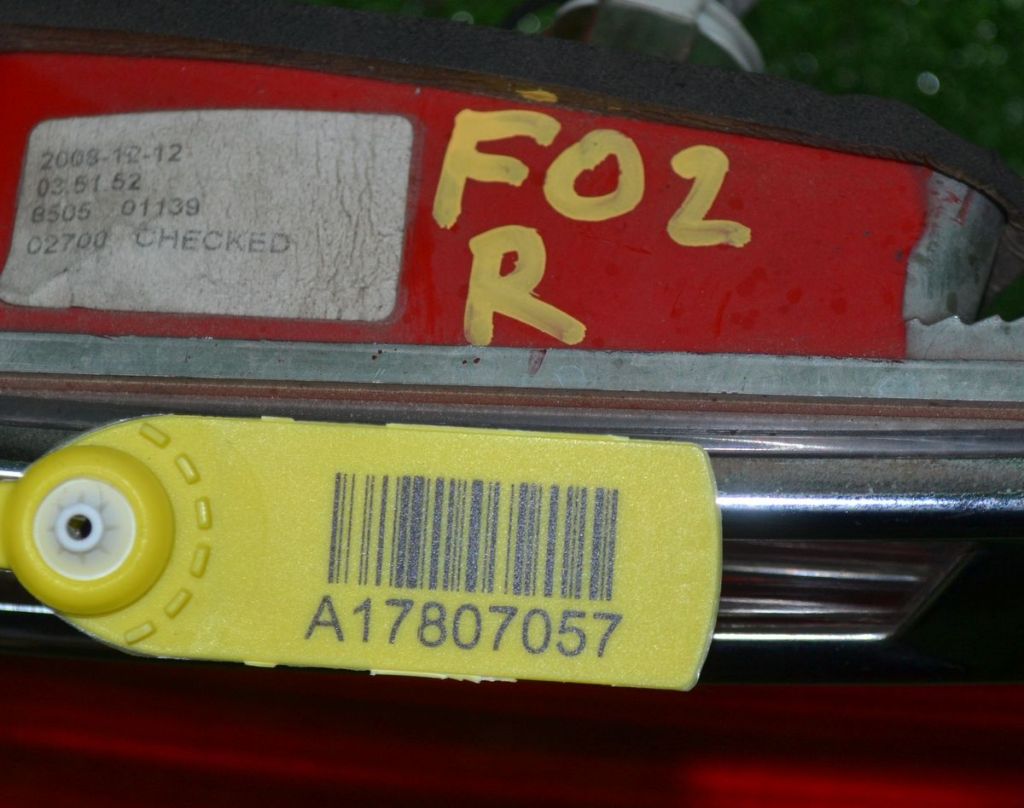 2008-12-12
03.51.52
8505 01139
02700 CHECKED
F02
R
A17807057